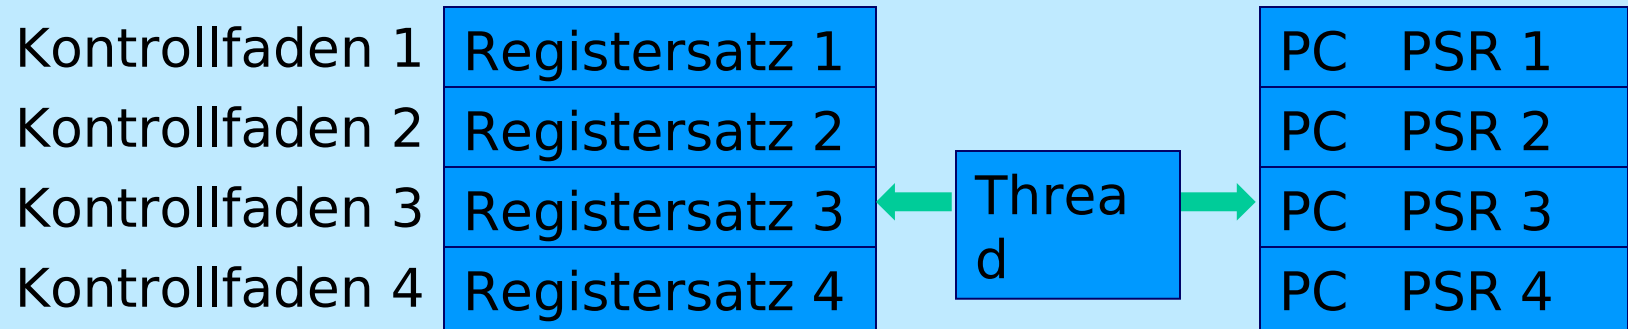 Kontrollfaden 1 Registersatz 1 PC PSR 1
Kontrollfaden 2 Registersatz 2 PC PSR 2
Kontrollfaden 3 Registersatz 3 Threa PC PSR 3
d
Kontrollfaden 4 Registersatz 4 PC PSR 4